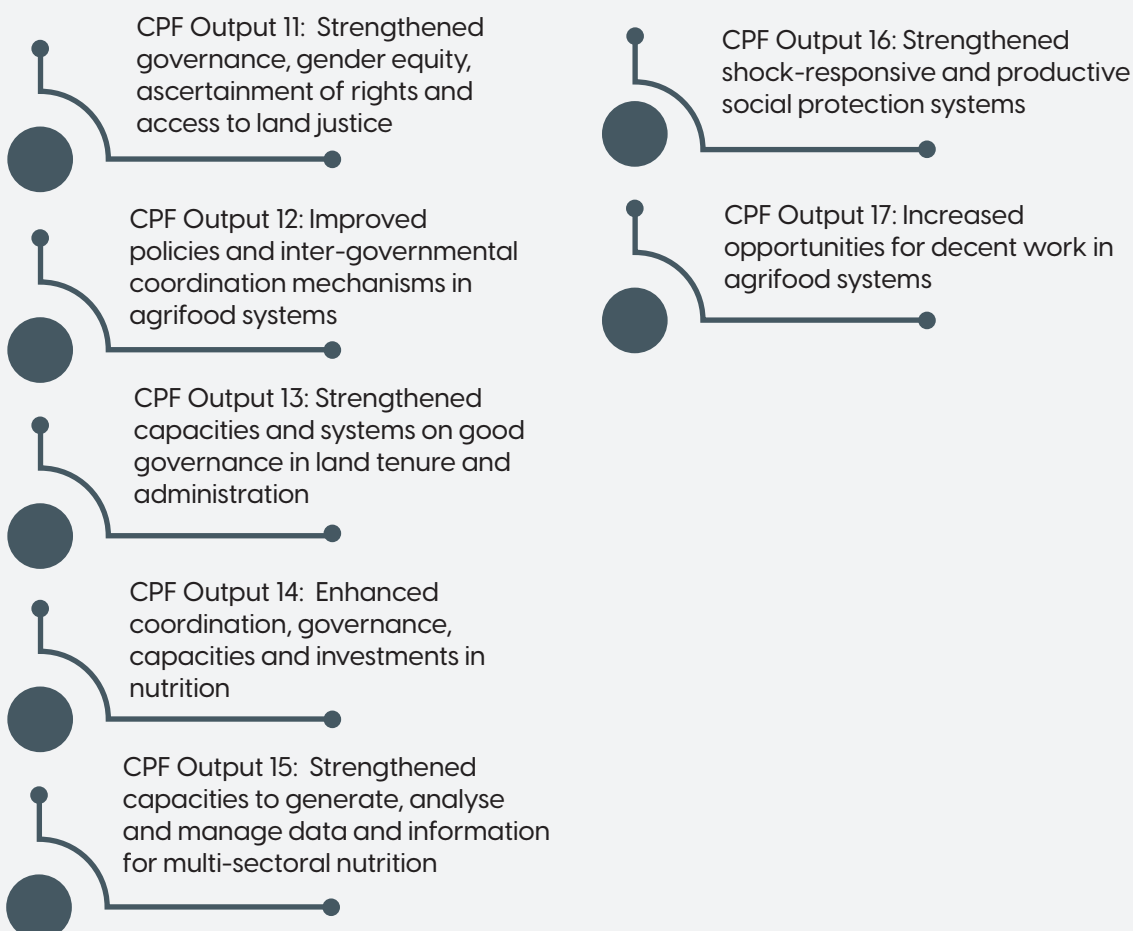 CPF Output 11:  Strengthened
governance, gender equity,
ascertainment of rights and
access to land justice
CPF Output 12: Improved
policies and inter-governmental
coordination mechanisms in
agrifood systems
CPF Output 13: Strengthened
capacities and systems on good
governance in land tenure and
administration
CPF Output 14:  Enhanced
coordination, governance,
capacities and investments in
nutrition
CPF Output 15:  Strengthened
capacities to generate, analyse
and manage data and information
for multi-sectoral nutrition
CPF Output 16: Strengthened
shock-responsive and productive
social protection systems
CPF Output 17: Increased
opportunities for decent work in
agrifood systems